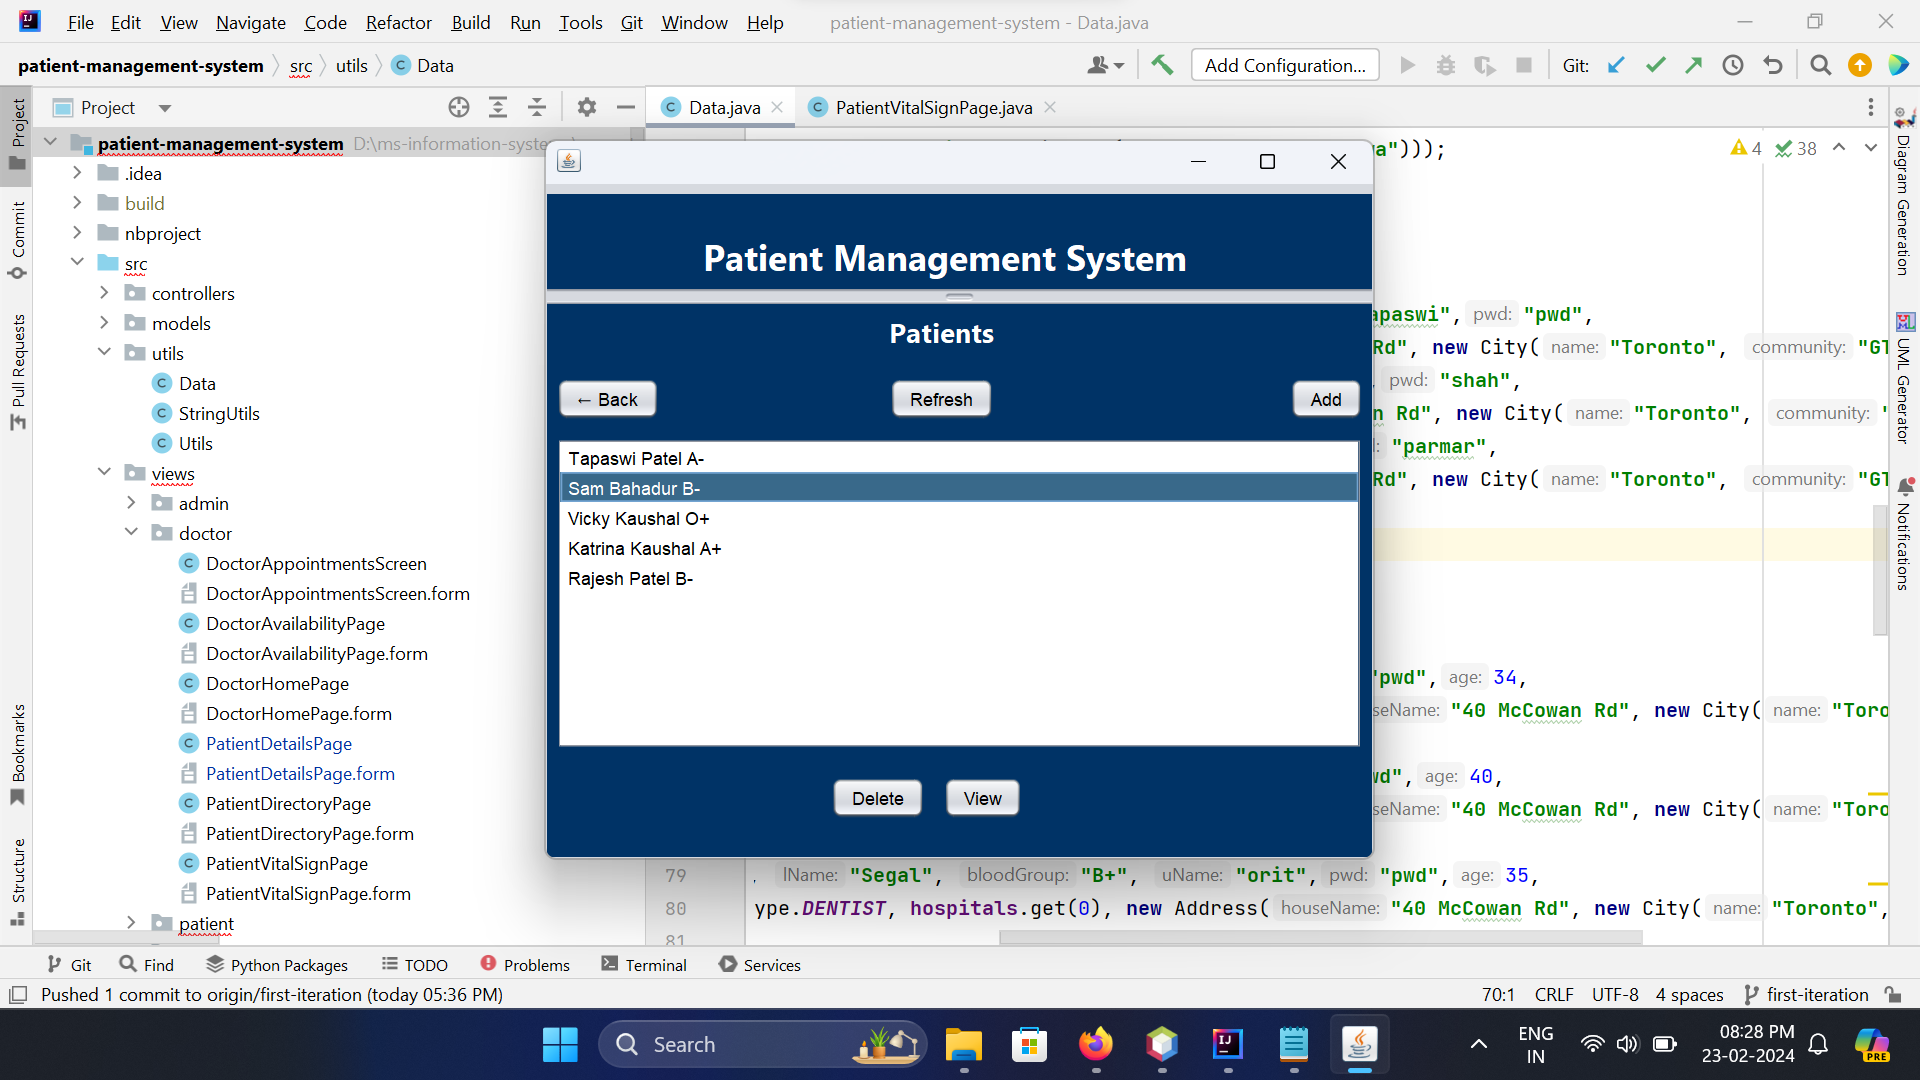 File Edit View Navigate Code Refactor Build Run Tools Git Window Help patient-management-system - Data.java
patient-management-system src utils Data Add Configuration... Git:
Project Data.java PatientVitalSignPage.java
patient-management-system D:\ms-information-syste
.idea
build
nbproject
src
controllers
models
utils
Data
StringUtils
Utils
views
admin
doctor
DoctorAppointmentsScreen
DoctorAppointmentsScreen.form
DoctorAvailabilityPage
DoctorAvailabilityPage.form
DoctorHomePage
DoctorHomePage.form
PatientDetailsPage
PatientDetailsPage.form
PatientDirectoryPage
PatientDirectoryPage.form
PatientVitalSignPage
PatientVitalSignPage.form
patient
Project
Commit
Pull Requests
Bookmarks
Structure
Patient Management System
Patients
← Back Refresh Add
Tapaswi Patel A-
Sam Bahadur B-
Vicky Kaushal O+
Katrina Kaushal A+
Rajesh Patel B-
Delete View
a")));
4 38
apaswi", pwd: "pwd",
Rd", new City( name: "Toronto", community: "GT
pwd: "shah",
n Rd", new City( name: "Toronto", community: "
: "parmar",
Rd", new City( name: "Toronto", community: "GT
"pwd", age: 34,
seName: "40 McCowan Rd", new City( name: "Toro
wd", age: 40,
seName: "40 McCowan Rd", new City( name: "Toro
79 , lName: "Segal", bloodGroup: "B+", uName: "orit", pwd: "pwd", age: 35,
80 ype.DENTIST, hospitals.get(0), new Address( houseName: "40 McCowan Rd", new City( name: "Toronto",
81
Diagram Generation
UML Generator
Notifications
Git Find Python Packages TODO Problems Terminal Services
Pushed 1 commit to origin/first-iteration (today 05:36 PM) 70:1 CRLF UTF-8 4 spaces first-iteration
Search ENG IN 08:28 PM 23-02-2024 PRE